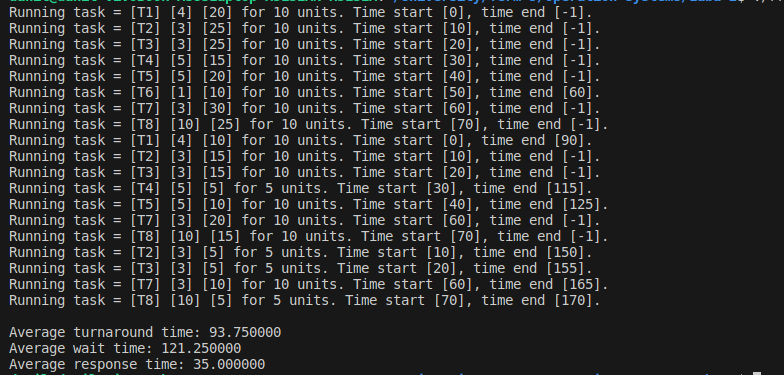 Running task = [T1] [4] [20] for 10 units. Time start [0], time end [-1].
Running task = [T2] [3] [25] for 10 units. Time start [10], time end [-1].
Running task = [T3] [3] [25] for 10 units. Time start [20], time end [-1].
Running task = [T4] [5] [15] for 10 units. Time start [30], time end [-1].
Running task = [T5] [5] [20] for 10 units. Time start [40], time end [-1].
Running task = [T6] [1] [10] for 10 units. Time start [50], time end [60].
Running task = [T7] [3] [30] for 10 units. Time start [60], time end [-1].
Running task = [T8] [10] [25] for 10 units. Time start [70], time end [-1].
Running task = [T1] [4] [10] for 10 units. Time start [0], time end [90].
Running task = [T2] [3] [15] for 10 units. Time start [10], time end [-1].
Running task = [T3] [3] [15] for 10 units. Time start [20], time end [-1].
Running task = [T4] [5] [5] for 5 units. Time start [30], time end [115].
Running task = [T5] [5] [10] for 10 units. Time start [40], time end [125].
Running task = [T7] [3] [20] for 10 units. Time start [60], time end [-1].
Running task = [T8] [10] [15] for 10 units. Time start [70], time end [-1].
Running task = [T2] [3] [5] for 5 units. Time start [10], time end [150].
Running task = [T3] [3] [5] for 5 units. Time start [20], time end [155].
Running task = [T7] [3] [10] for 10 units. Time start [60], time end [165].
Running task = [T8] [10] [5] for 5 units. Time start [70], time end [170].
Average turnaround time: 93.750000
Average wait time: 121.250000
Average response time: 35.000000